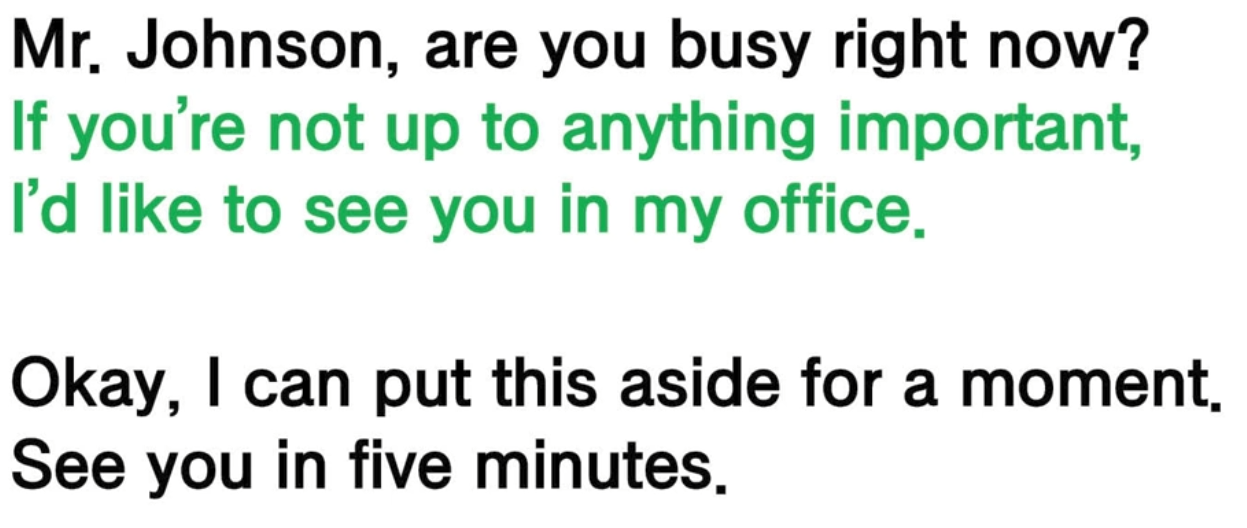 Mr. Johnson, are you busy right now?
If you’re not up to anything important,
I’d like to see you in my office.
Okay, I can put this aside for a moment.
See you in five minutes.